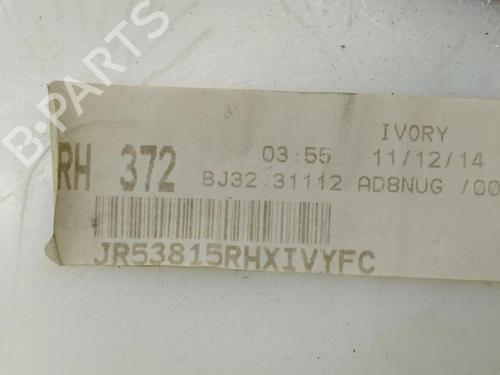 B-PARTS
IVORY
03:55 11/12/14
RH 372 BJ32 31112 AD8NUG /00
JR53815RHXIVYFC